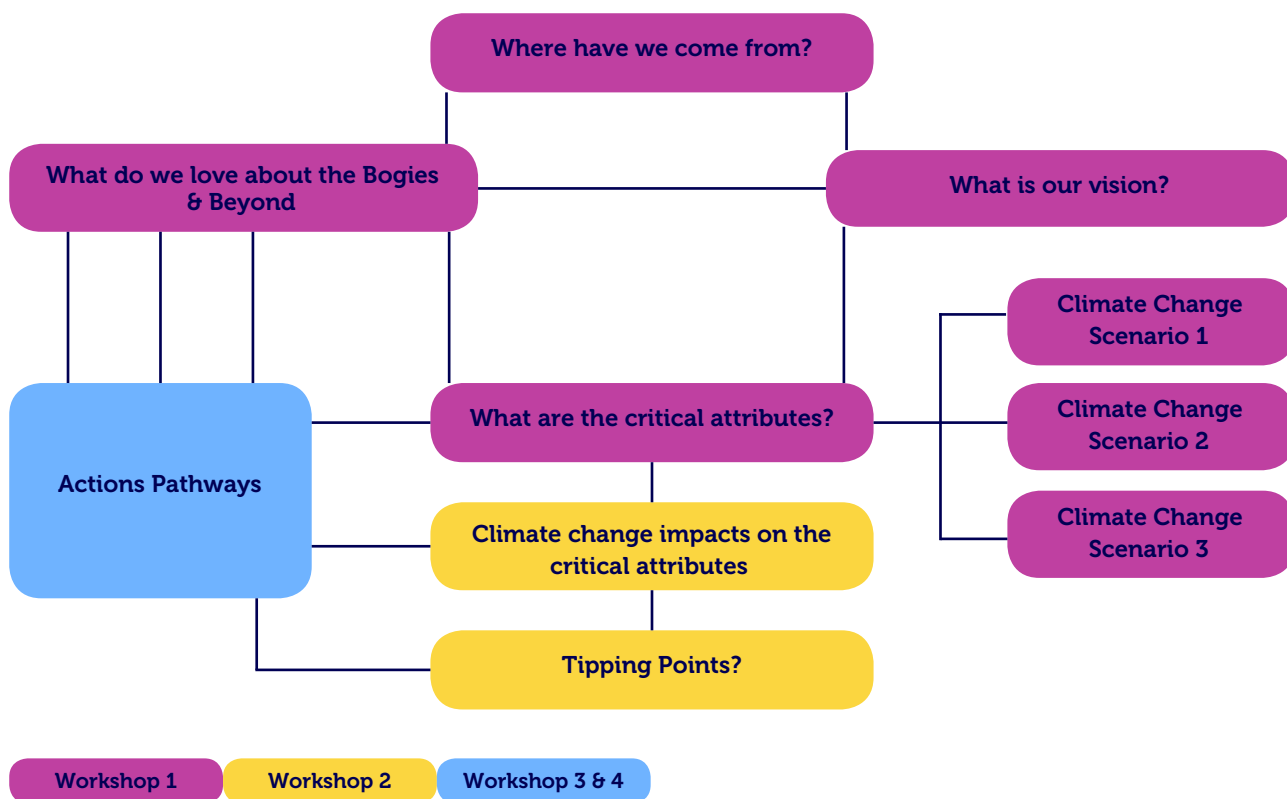 Where have we come from?
What do we love about the Bogies
& Beyond
What is our vision?
Climate Change
Scenario 1
What are the critical attributes?
Climate Change
Scenario 2
Actions Pathways
Climate change impacts on the
critical attributes
Climate Change
Scenario 3
Tipping Points?
Workshop 1
Workshop 2
Workshop 3 & 4